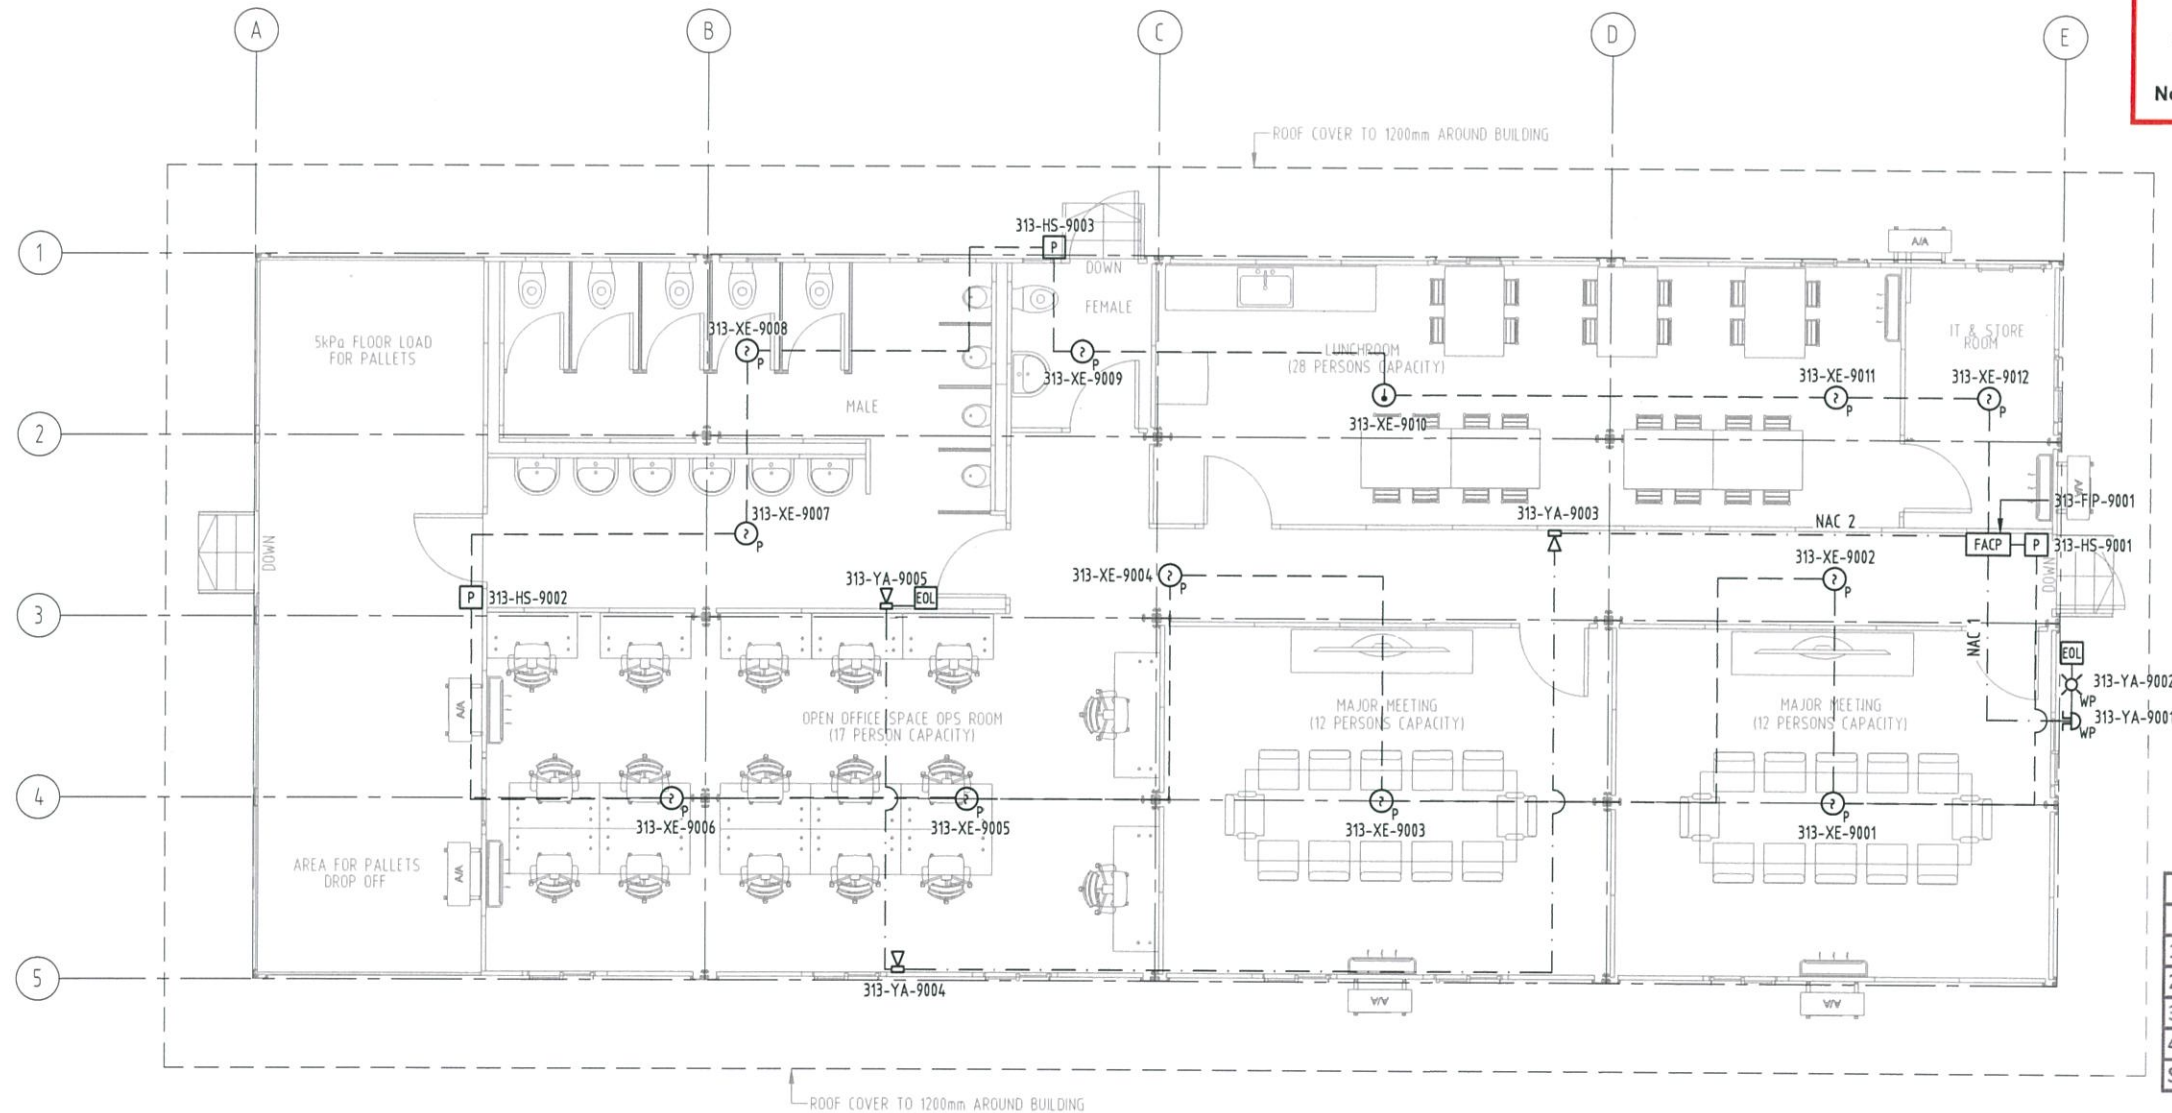 A
B
C
D
E
No
ROOF COVER TO 1200mm AROUND BUILDING
1
2
3
4
5
313-HS-9003
P
DOWN
FEMALE
A/A
5kPa FLOOR LOAD
FOR PALLETS
313-XE-9008
P
P
313-XE-9009
LUNCHROOM
(28 PERSONS CAPACITY)
IT & STORE
ROOM
313-XE-9011
P
313-XE-9012
P
MALE
313-XE-9010
313-XE-9007
P
313-YA-9003
NAC 2
A/A
313-FIP-9001
FACP
P
313-HS-9001
DOWN
DOWN
P
313-HS-9002
313-YA-9005
EOL
313-XE-9004
P
313-XE-9002
P
NAC 1
EOL
313-YA-9002
WP
313-YA-9001
WP
A/A
OPEN OFFICE SPACE OPS ROOM
(17 PERSON CAPACITY)
MAJOR MEETING
(12 PERSONS CAPACITY)
MAJOR MEETING
(12 PERSONS CAPACITY)
P
313-XE-9006
P
313-XE-9005
P
313-XE-9003
P
313-XE-9001
AREA FOR PALLETS
DROP OFF
A/A
313-YA-9004
A/A
A/A
ROOF COVER TO 1200mm AROUND BUILDING